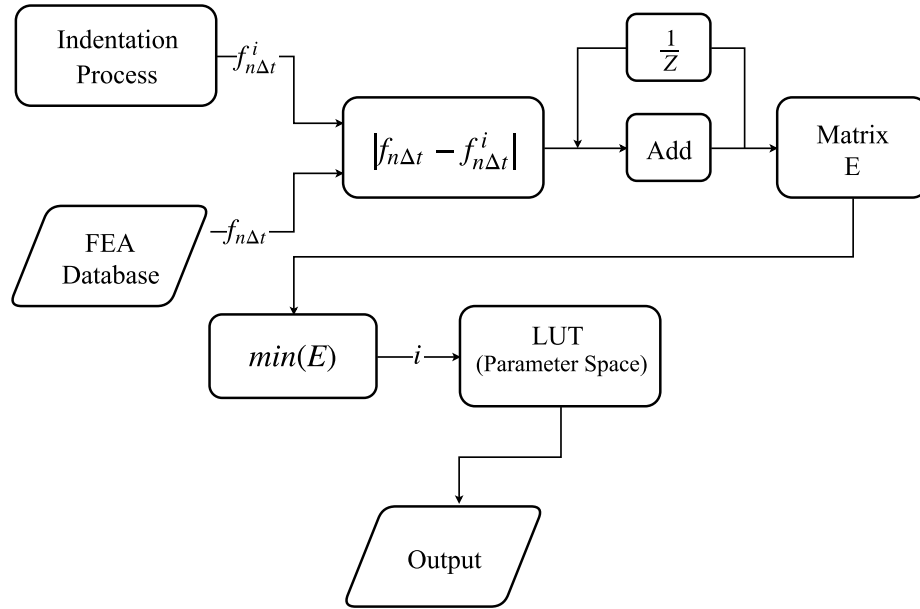 Indentation
Process
f^i_{nΔt}
1/Z
|f_{nΔt} − f^i_{nΔt}|
Add
Matrix
E
FEA
Database
f_{nΔt}
min(E)
i
LUT
(Parameter Space)
Output